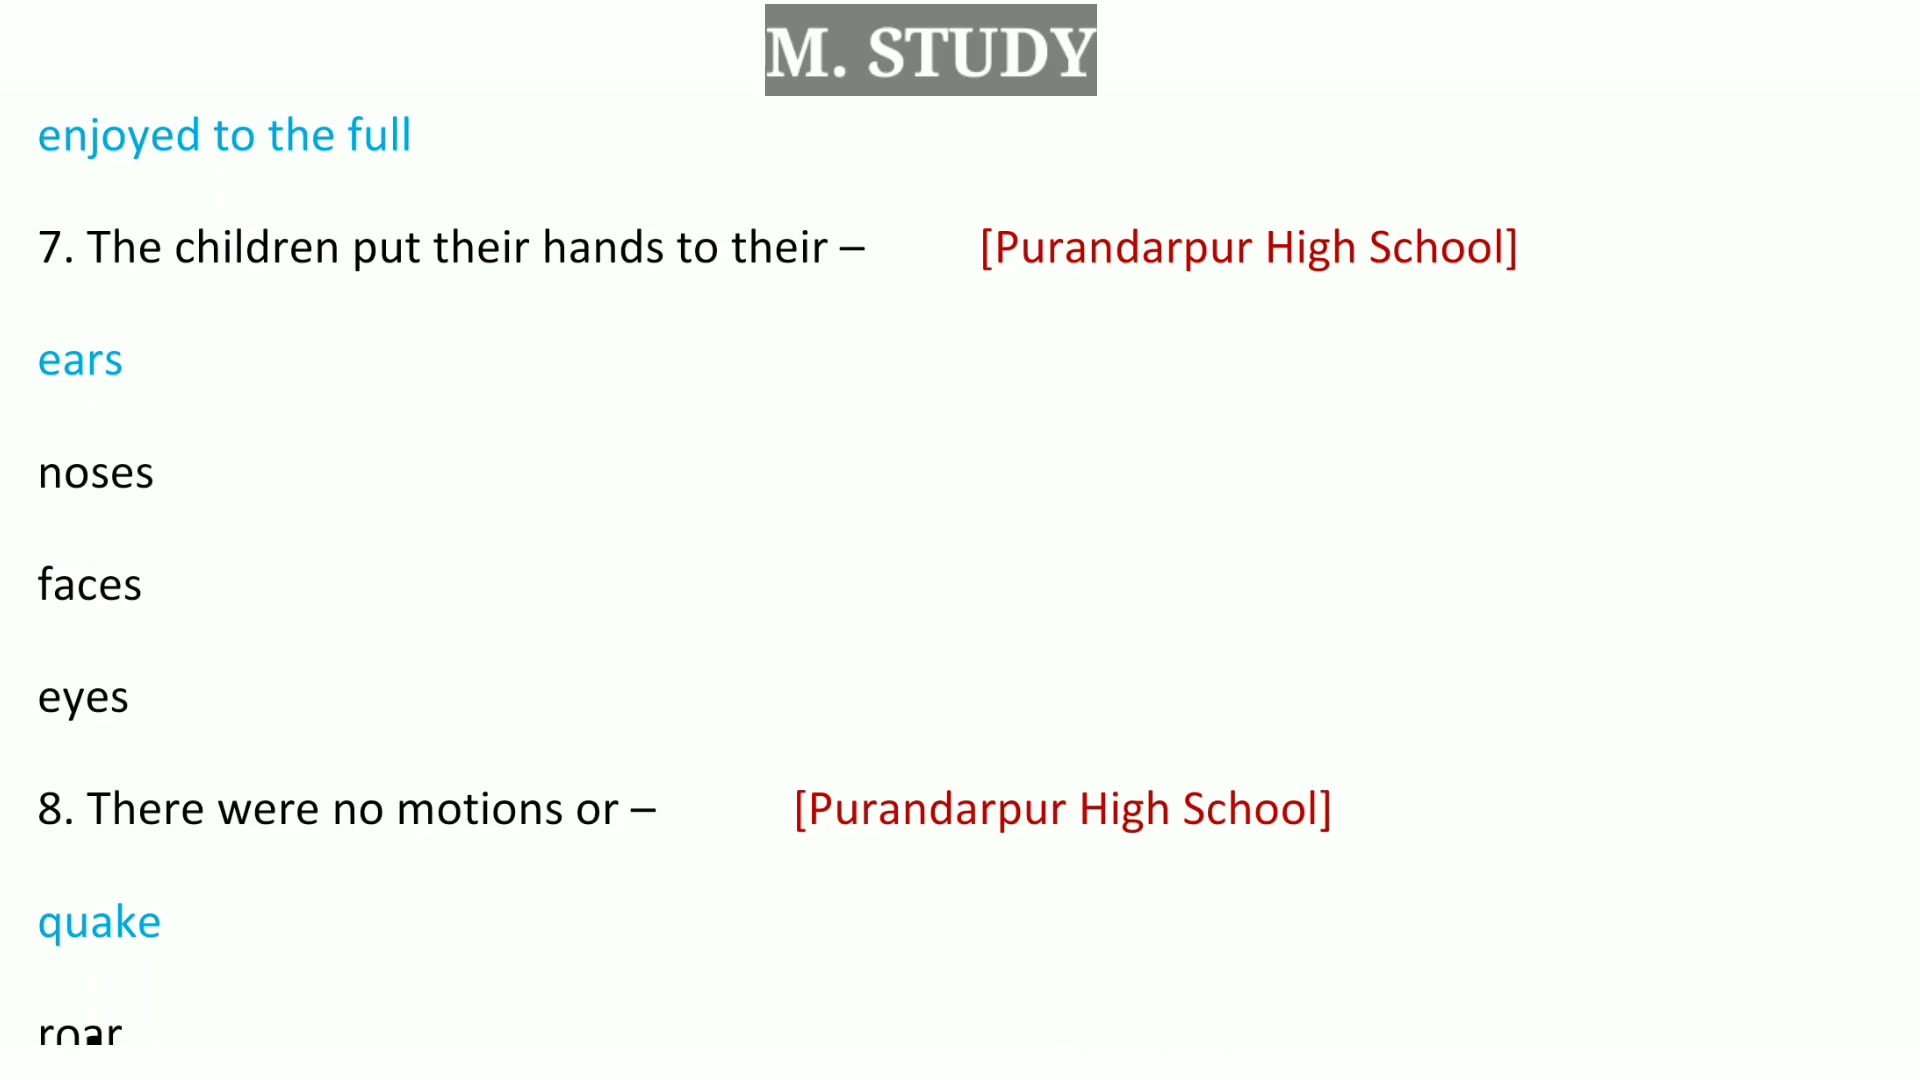 M. STUDY
enjoyed to the full
7. The children put their hands to their – [Purandarpur High School]
ears
noses
faces
eyes
8. There were no motions or – [Purandarpur High School]
quake
roar